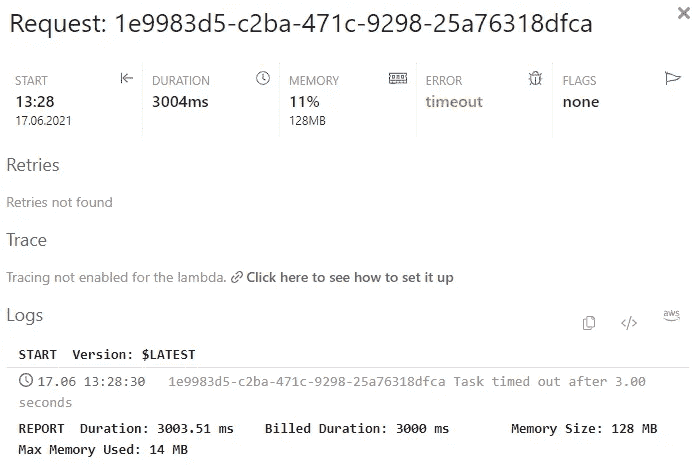 Request: 1e9983d5-c2ba-471c-9298-25a76318dfca
START
13:28
17.06.2021
DURATION
3004ms
MEMORY
11%
128MB
ERROR
timeout
FLAGS
none
Retries
Retries not found
Trace
Tracing not enabled for the lambda. Click here to see how to set it up
Logs
aws
START Version: $LATEST
17.06 13:28:30 1e9983d5-c2ba-471c-9298-25a76318dfca Task timed out after 3.00
seconds
REPORT Duration: 3003.51 ms Billed Duration: 3000 ms Memory Size: 128 MB
Max Memory Used: 14 MB